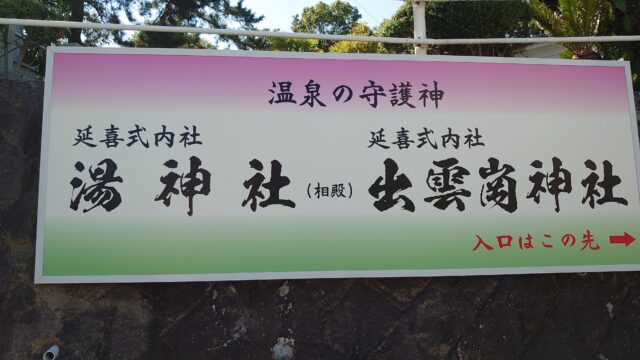 温泉の守護神
延喜式内社 延喜式内社
湯神社(相殿)出雲崗神社
入口はこの先➡